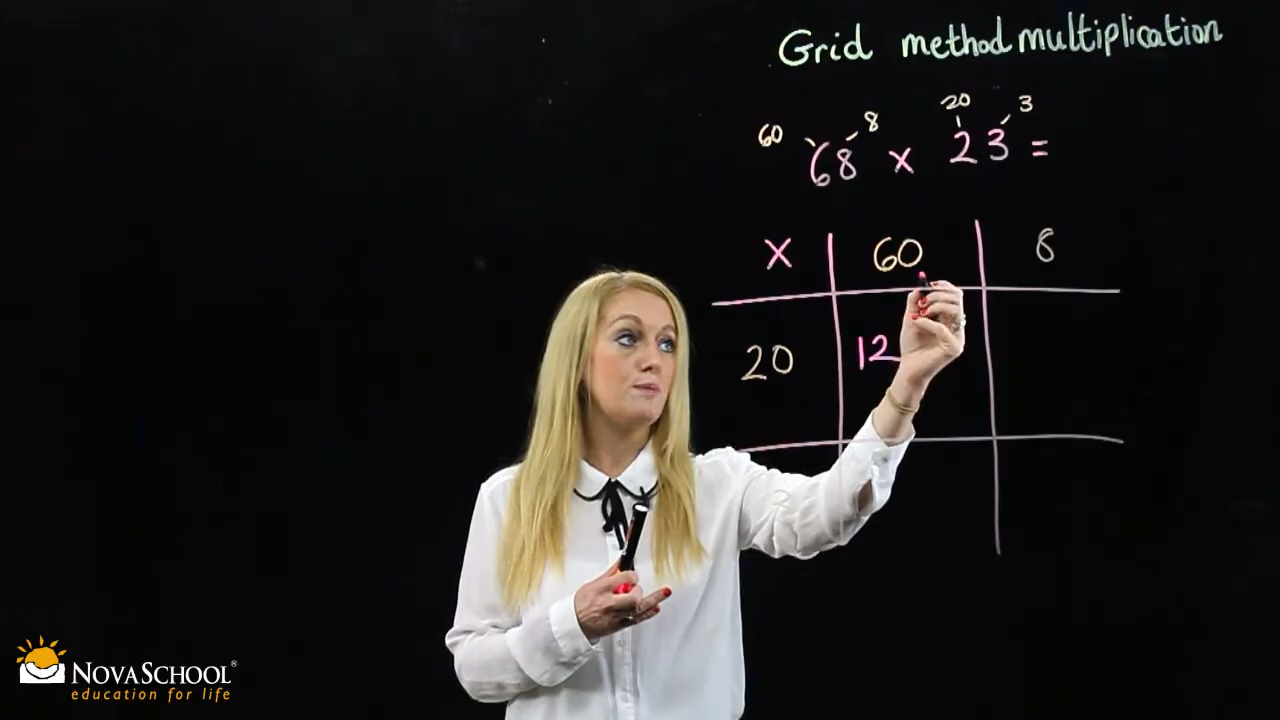 Grid method multiplication
60 8 20 3
68 x 23 =
x 60 8
20 12
NOVASCHOOL®
education for life